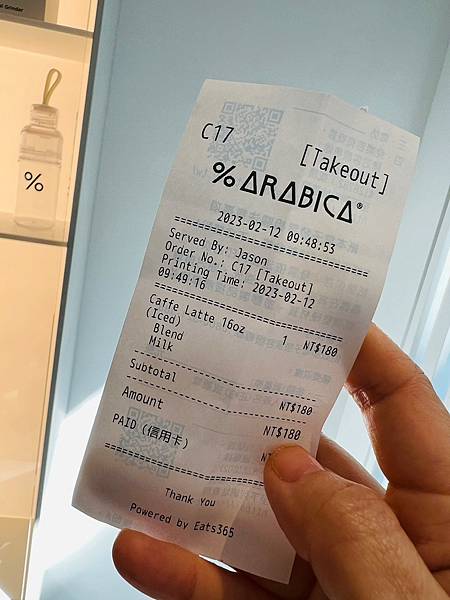 al Grinder
%
C17
[Takeout]
% ARABICA®
2023-02-12 09:48:53
Served By: Jason
Order No.: C17 [Takeout]
Printing Time: 2023-02-12
09:49:16
Caffe Latte 16oz 1 NT$180
(Iced)
Blend
Milk
Subtotal NT$180
Amount NT$180
PAID (信用卡)
Thank You
Powered by Eats365